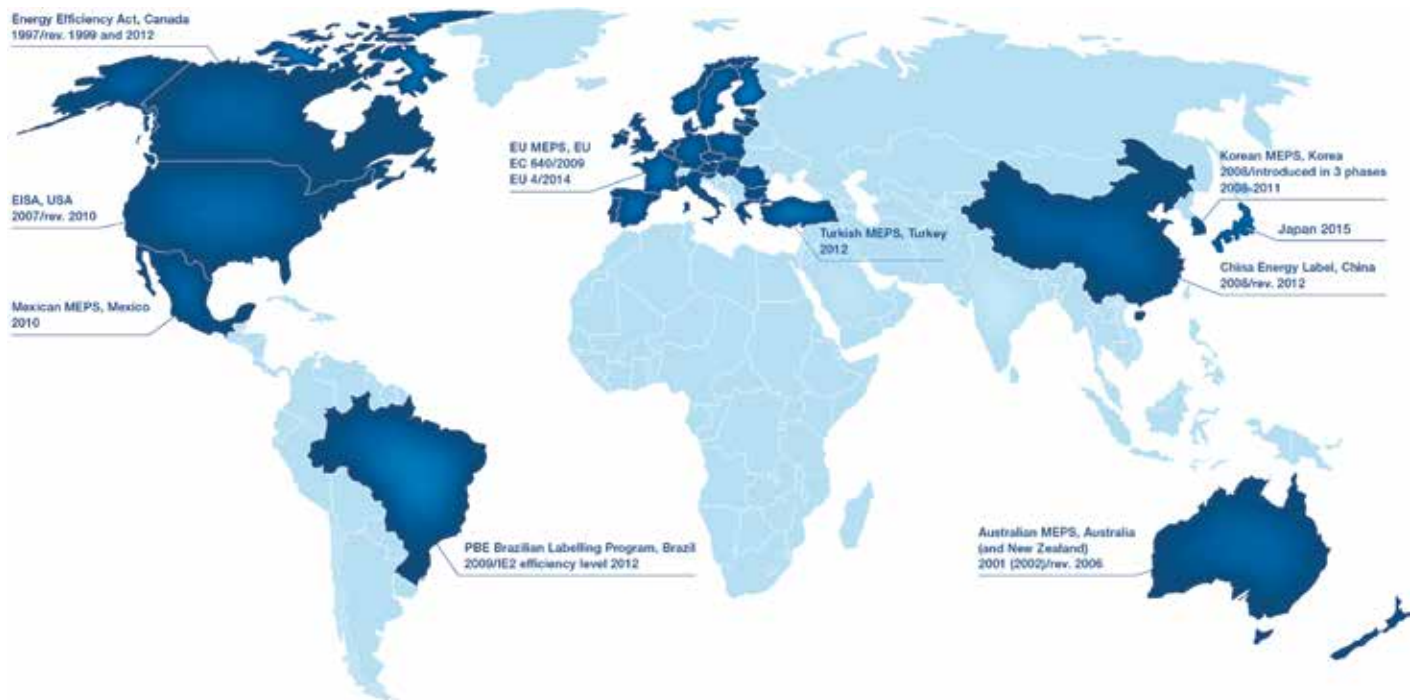 Energy Efficiency Act, Canada
1997/rev. 1999 and 2012
EISA, USA
2007/rev. 2010
Mexican MEPS, Mexico
2010
PBE Brazilian Labelling Program, Brazil
2009/IE2 efficiency level 2012
EU MEPS, EU
EC 640/2009
EU 4/2014
Turkish MEPS, Turkey
2012
Korean MEPS, Korea
2008/introduced in 3 phases
2008-2011
Japan 2015
China Energy Label, China
2008/rev. 2012
Australian MEPS, Australia
(and New Zealand)
2001 (2002)/rev. 2006